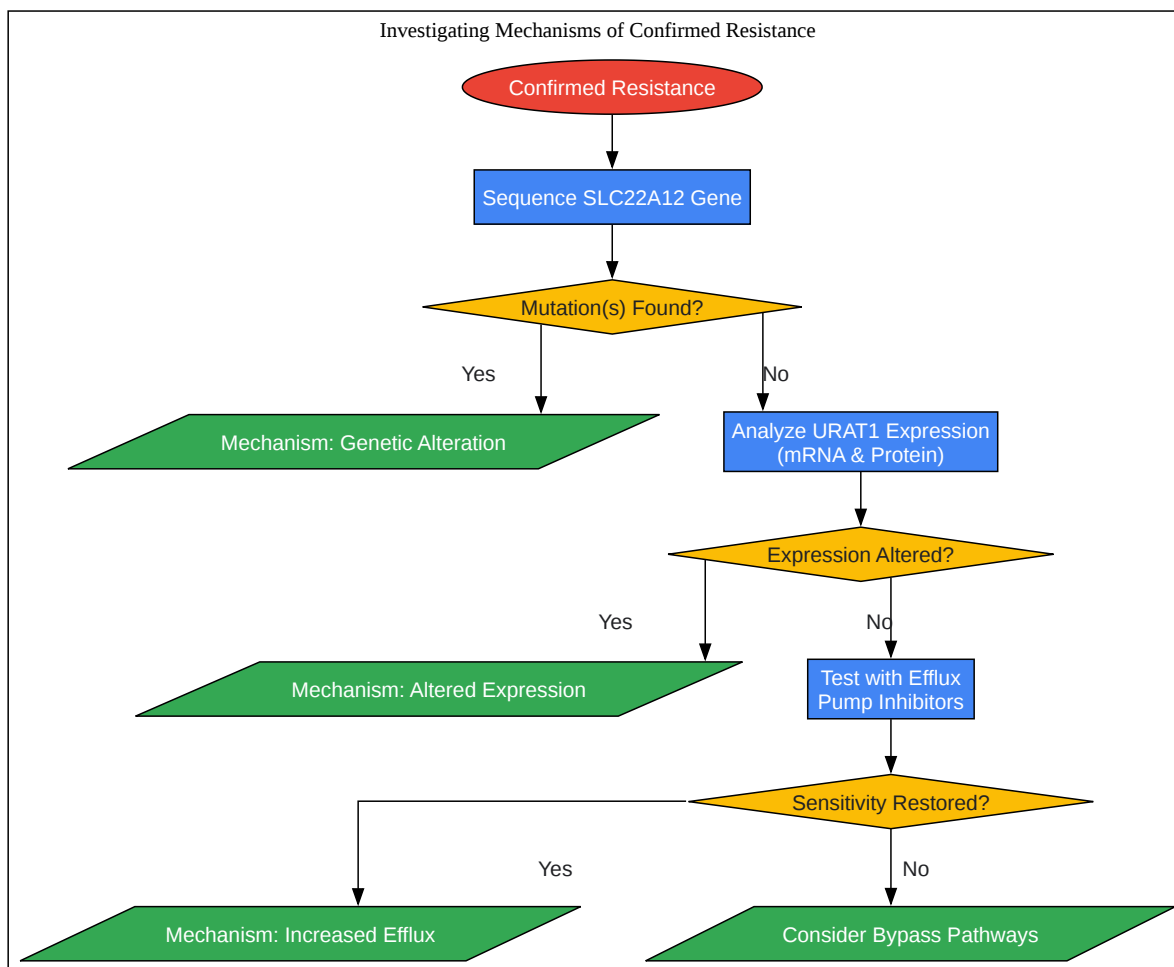 Investigating Mechanisms of Confirmed Resistance
Confirmed Resistance
Sequence SLC22A12 Gene
Mutation(s) Found?
Yes
No
Mechanism: Genetic Alteration
Analyze URAT1 Expression
(mRNA & Protein)
Expression Altered?
Yes
No
Mechanism: Altered Expression
Test with Efflux
Pump Inhibitors
Sensitivity Restored?
Yes
No
Mechanism: Increased Efflux
Consider Bypass Pathways